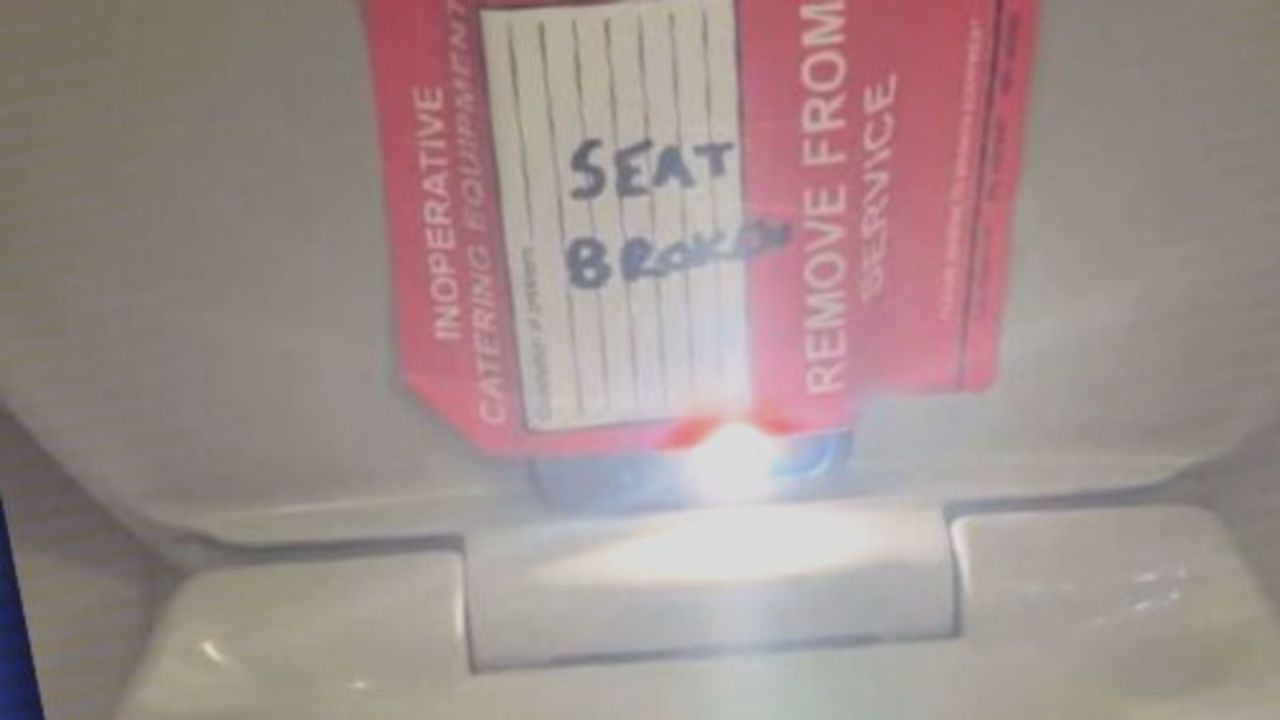 INOPERATIVE
CATERING EQUIPMENT
SEAT
BROKEN
REMOVE FROM
SERVICE